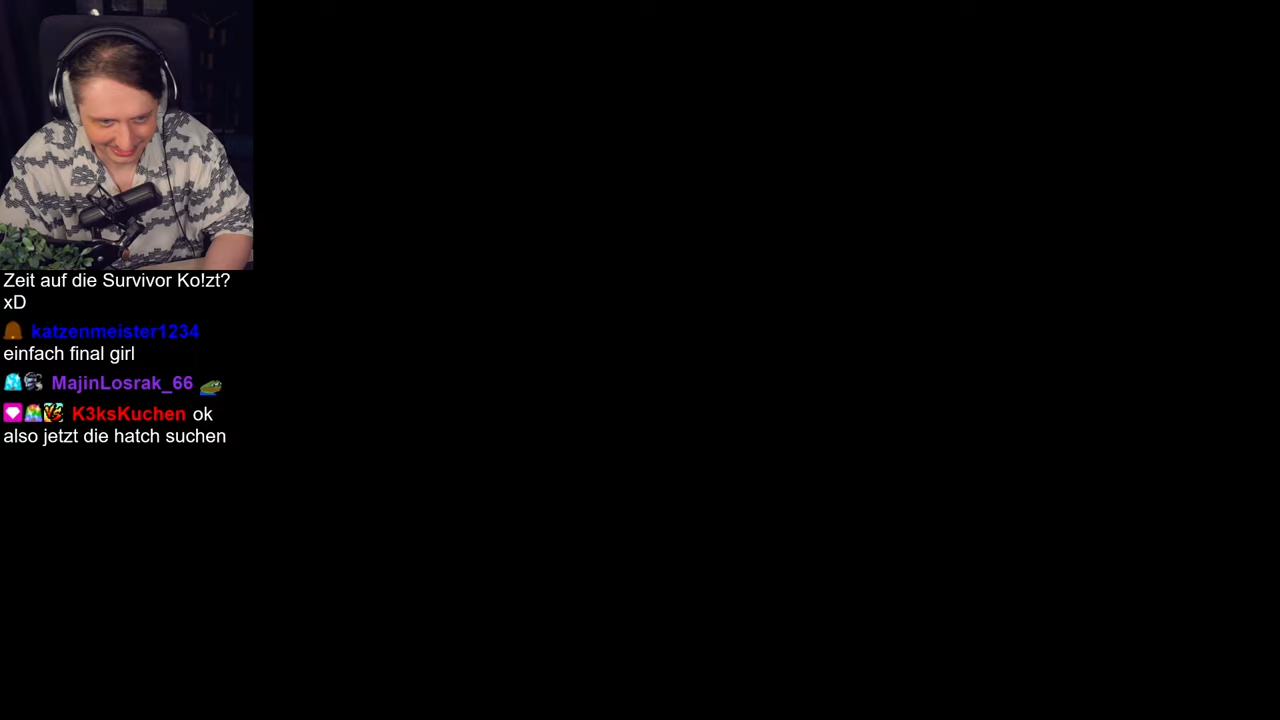 Zeit auf die Survivor Ko!zt?
xD
katzenmeister1234
einfach final girl
MajinLosrak_66
K3ksKuchen ok
also jetzt die hatch suchen